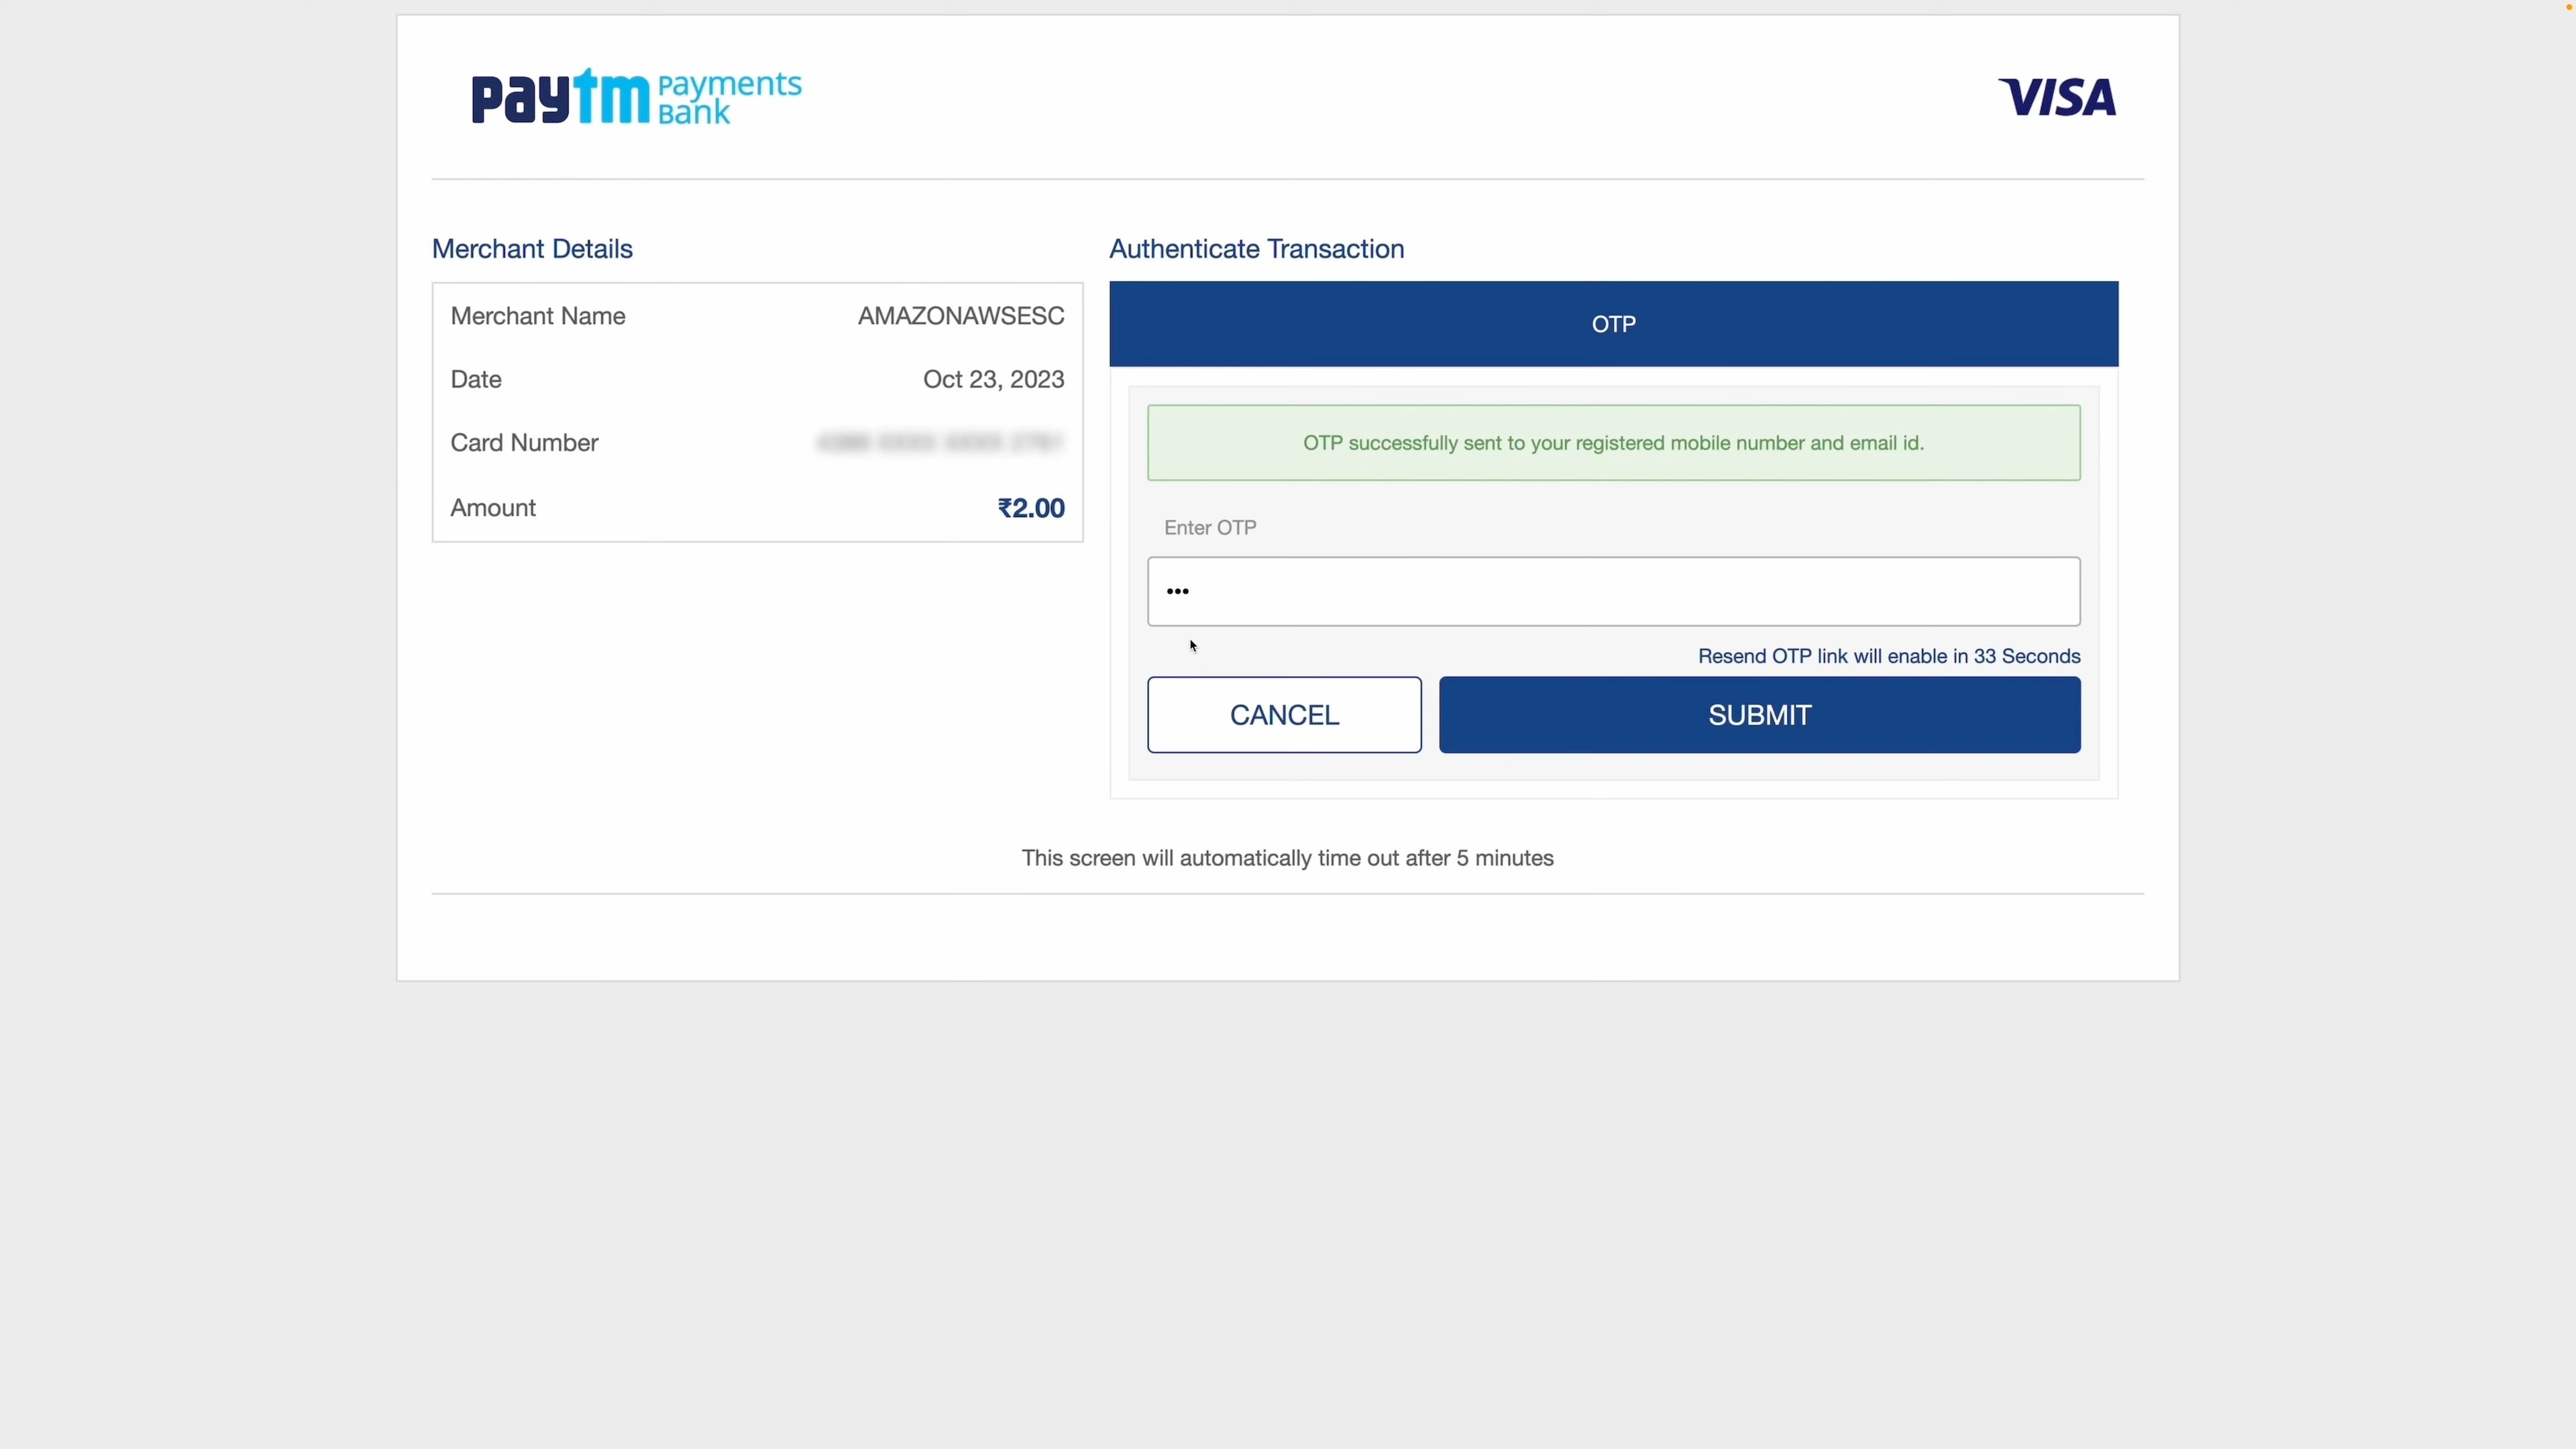 paytm Payments Bank
VISA
Merchant Details
Merchant Name AMAZONAWSESC
Date Oct 23, 2023
Card Number
Amount ₹2.00
Authenticate Transaction
OTP
OTP successfully sent to your registered mobile number and email id.
Enter OTP
•••
Resend OTP link will enable in 33 Seconds
CANCEL SUBMIT
This screen will automatically time out after 5 minutes